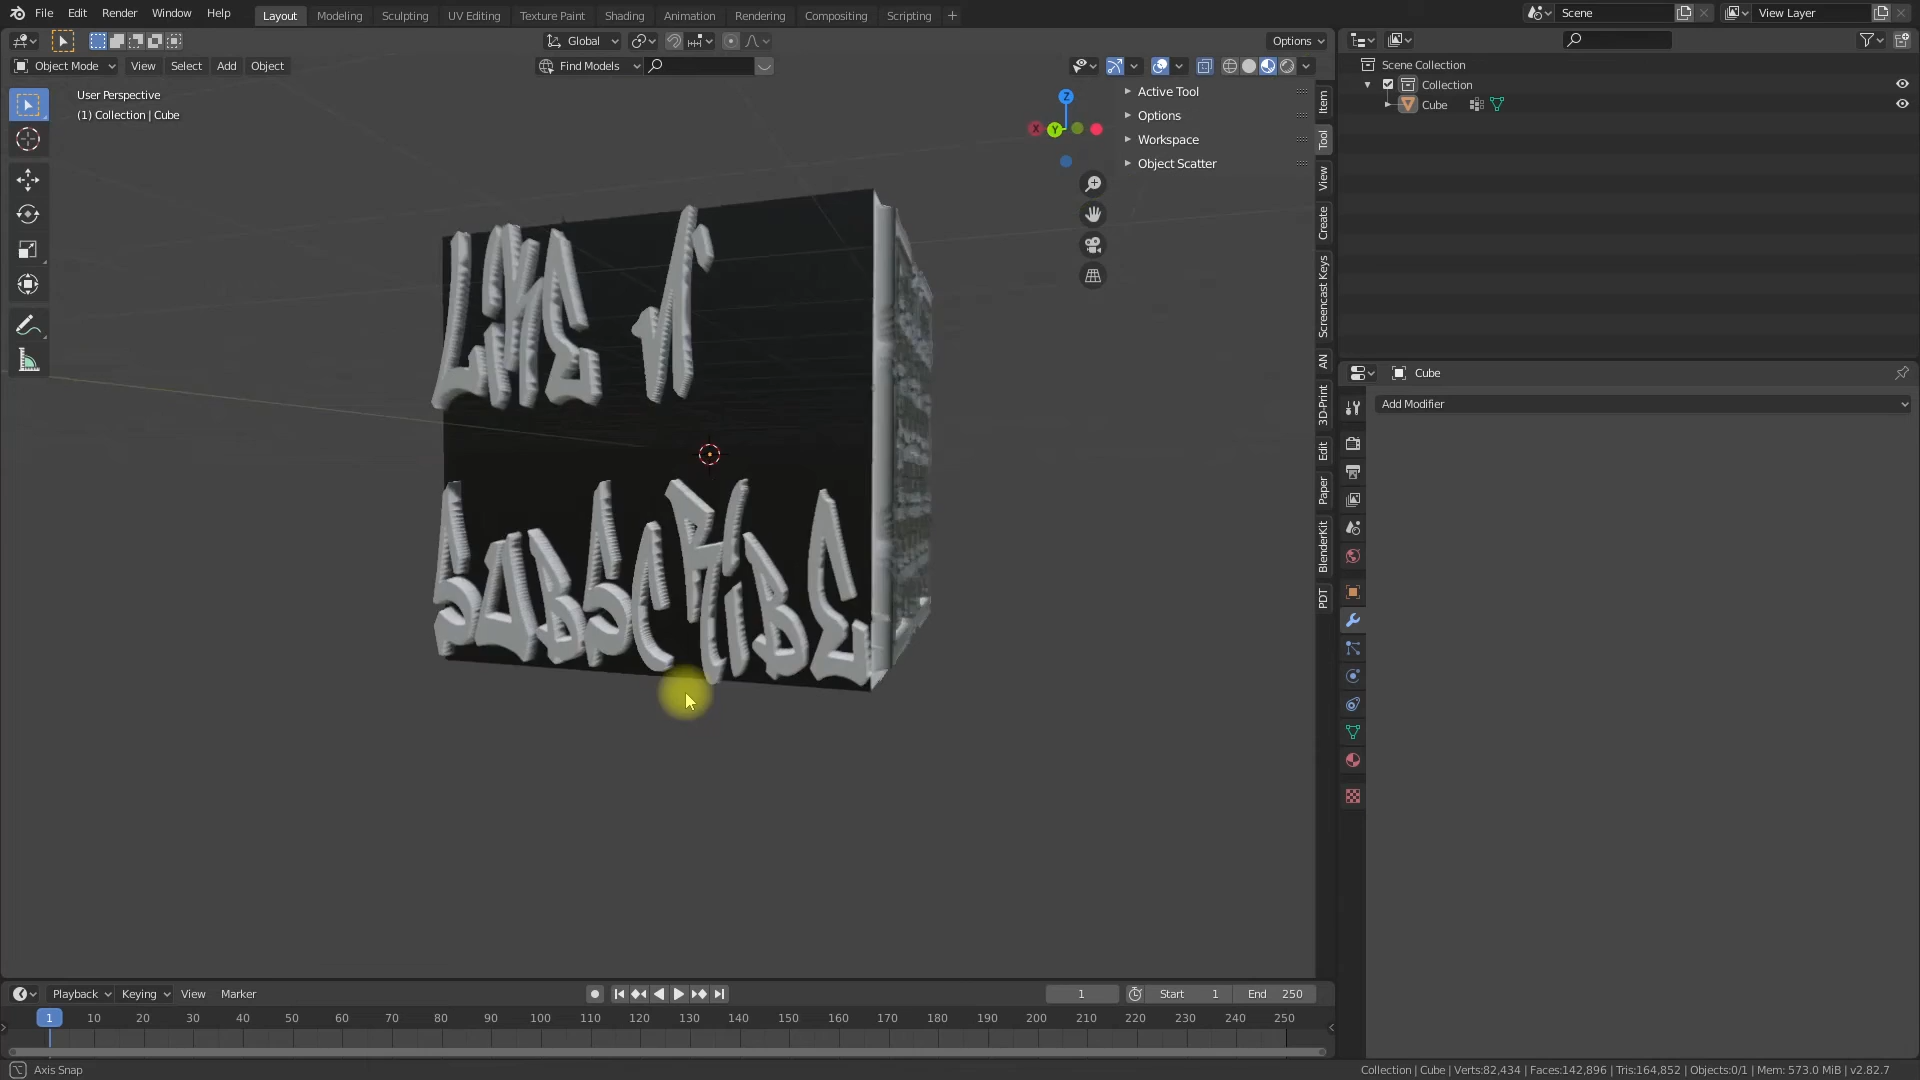 File Edit Render Window Help Layout Modeling Sculpting UV Editing Texture Paint Shading Animation Rendering Compositing Scripting + Scene View Layer
Global Options
Object Mode View Select Add Object Find Models
User Perspective
(1) Collection | Cube
Active Tool
Options
Workspace
Object Scatter
Z
X Y
Item
Tool
View
Create
Screencast Keys
AN
3D-Print
Edit
Paper
BlenderKit
PDT
LIKE
SUBSCRIBE
Scene Collection
Collection
Cube
Cube
Add Modifier
Playback Keying View Marker 1 Start 1 End 250
1 10 20 30 40 50 60 70 80 90 100 110 120 130 140 150 160 170 180 190 200 210 220 230 240 250
Axis Snap Collection | Cube | Verts:82,434 | Faces:142,896 | Tris:164,852 | Objects:0/1 | Mem: 573.0 MiB | v2.82.7